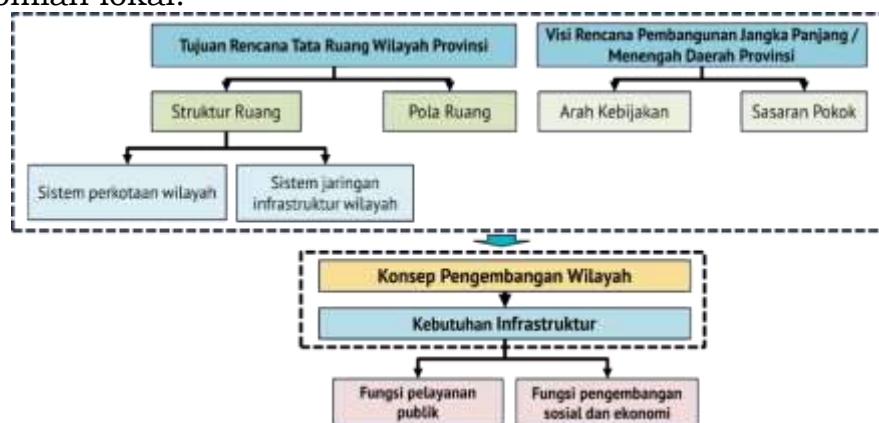 Tujuan Rencana Tata Ruang Wilayah Provinsi
Visi Rencana Pembangunan Jangka Panjang /
Menengah Daerah Provinsi
Struktur Ruang
Pola Ruang
Arah Kebijakan
Sasaran Pokok
Sistem perkotaan wilayah
Sistem jaringan
infrastruktur wilayah
Konsep Pengembangan Wilayah
Kebutuhan Infrastruktur
Fungsi pelayanan
publik
Fungsi pengembangan
sosial dan ekonomi